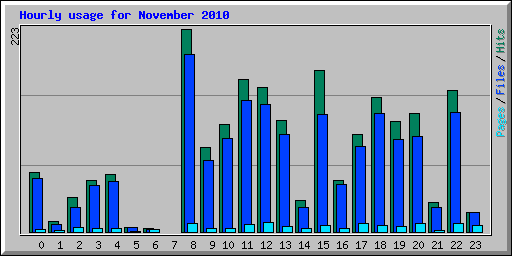 Hourly usage for November 2010
223
Pages / Files / Hits
0 1 2 3 4 5 6 7 8 9 10 11 12 13 14 15 16 17 18 19 20 21 22 23